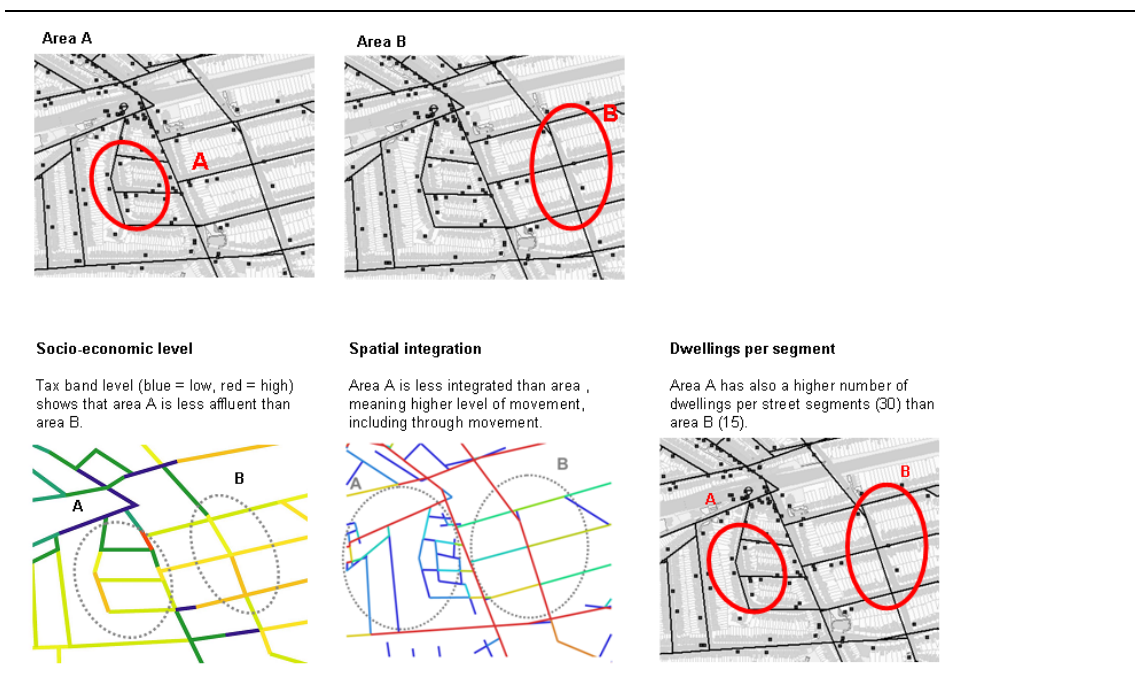 Area A
Area B
A
B
Socio-economic level
Spatial integration
Dwellings per segment
Tax band level (blue = low, red = high)
shows that area A is less affluent than
area B.
Area A is less integrated than area ,
meaning higher level of movement,
including through movement.
Area A has also a higher number of
dwellings per street segments (30) than
area B (15).
A
B
A
B
A
B